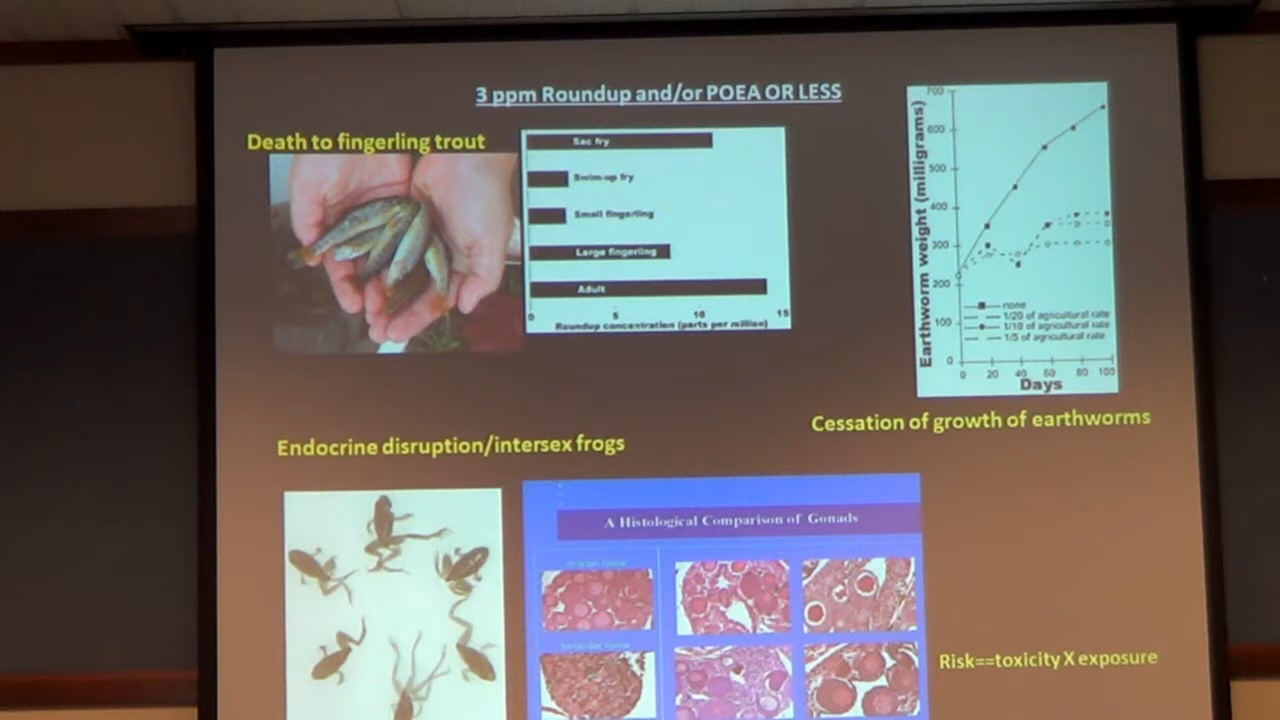 3 ppm Roundup and/or POEA OR LESS
Death to fingerling trout
Sac fry
Swim-up fry
Small fingerling
Large fingerling
Adult
0 5 10 15
Roundup concentration (parts per million)
Earthworm weight (milligrams)
700
600
500
400
300
200
100
0
none
1/20 of agricultural rate
1/10 of agricultural rate
1/5 of agricultural rate
0 20 40 60 80 100
Days
Cessation of growth of earthworms
Endocrine disruption/intersex frogs
A Histological Comparison of Gonads
Risk==toxicity X exposure